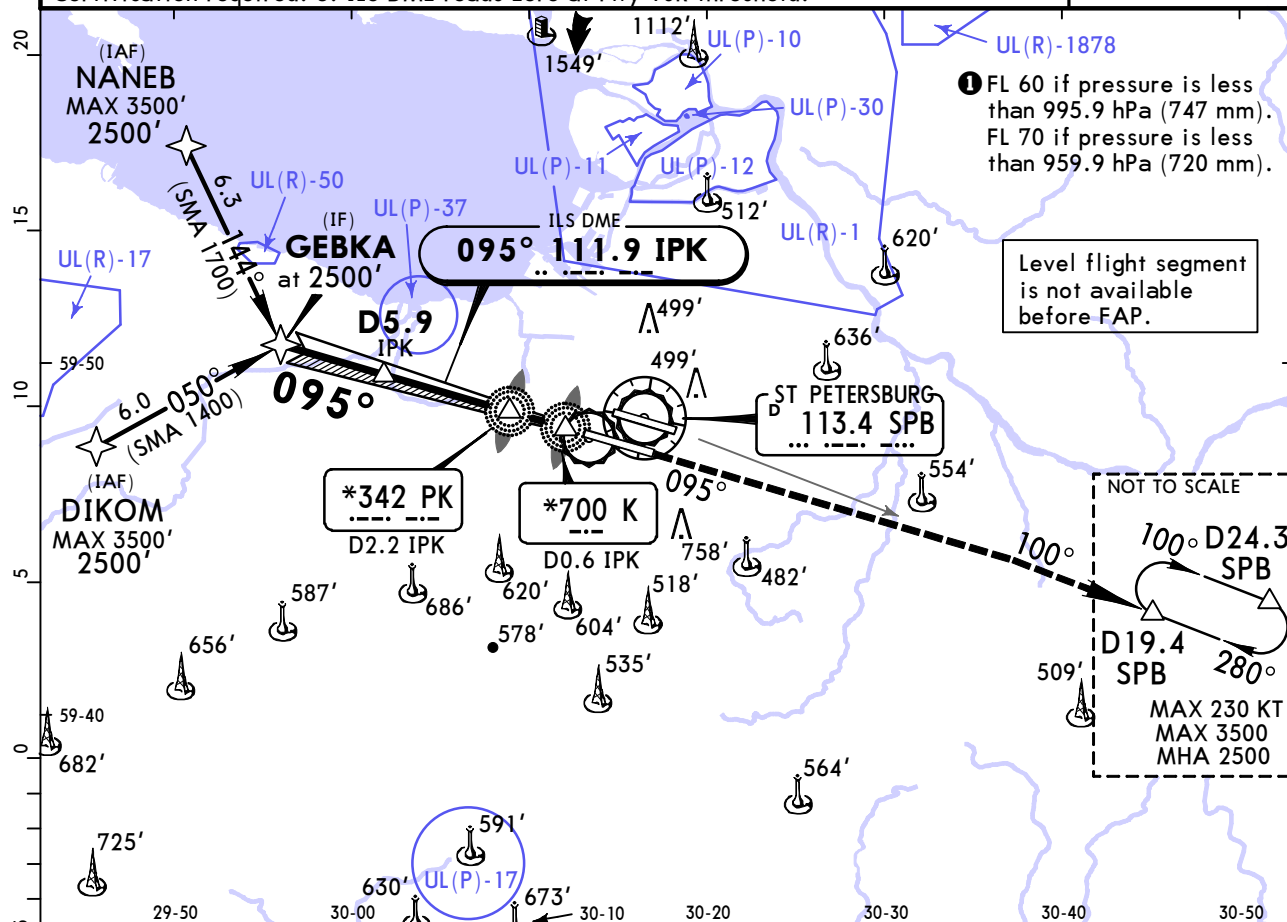 20
(IAF)
NANEB
MAX 3500'
2500'
1549'
1112'
UL(P)-10
UL(R)-1878
❶ FL 60 if pressure is less
than 995.9 hPa (747 mm).
FL 70 if pressure is less
than 959.9 hPa (720 mm).
UL(P)-30
UL(P)-11
UL(P)-12
512'
6.3
144°
(SMA 1700)
UL(R)-50
15
(IF)
GEBKA
at 2500'
UL(P)-37
ILS DME
095° 111.9 IPK
UL(R)-1
620'
UL(R)-17
Level flight segment
is not available
before FAP.
D5.9
IPK
499'
636'
499'
59-50
10
6.0
050°
(SMA 1400)
095°
ST PETERSBURG
D
113.4 SPB
(IAF)
DIKOM
MAX 3500'
2500'
*342 PK
D2.2 IPK
*700 K
D0.6 IPK
095°
554'
758'
482'
100°
NOT TO SCALE
100°
D24.3
SPB
D19.4
SPB
280°
MAX 230 KT
MAX 3500
MHA 2500
5
587'
686'
620'
604'
518'
578'
656'
535'
509'
59-40
0
682'
564'
725'
591'
UL(P)-17
630'
673'
29-50
30-00
30-10
30-20
30-30
30-40
30-50